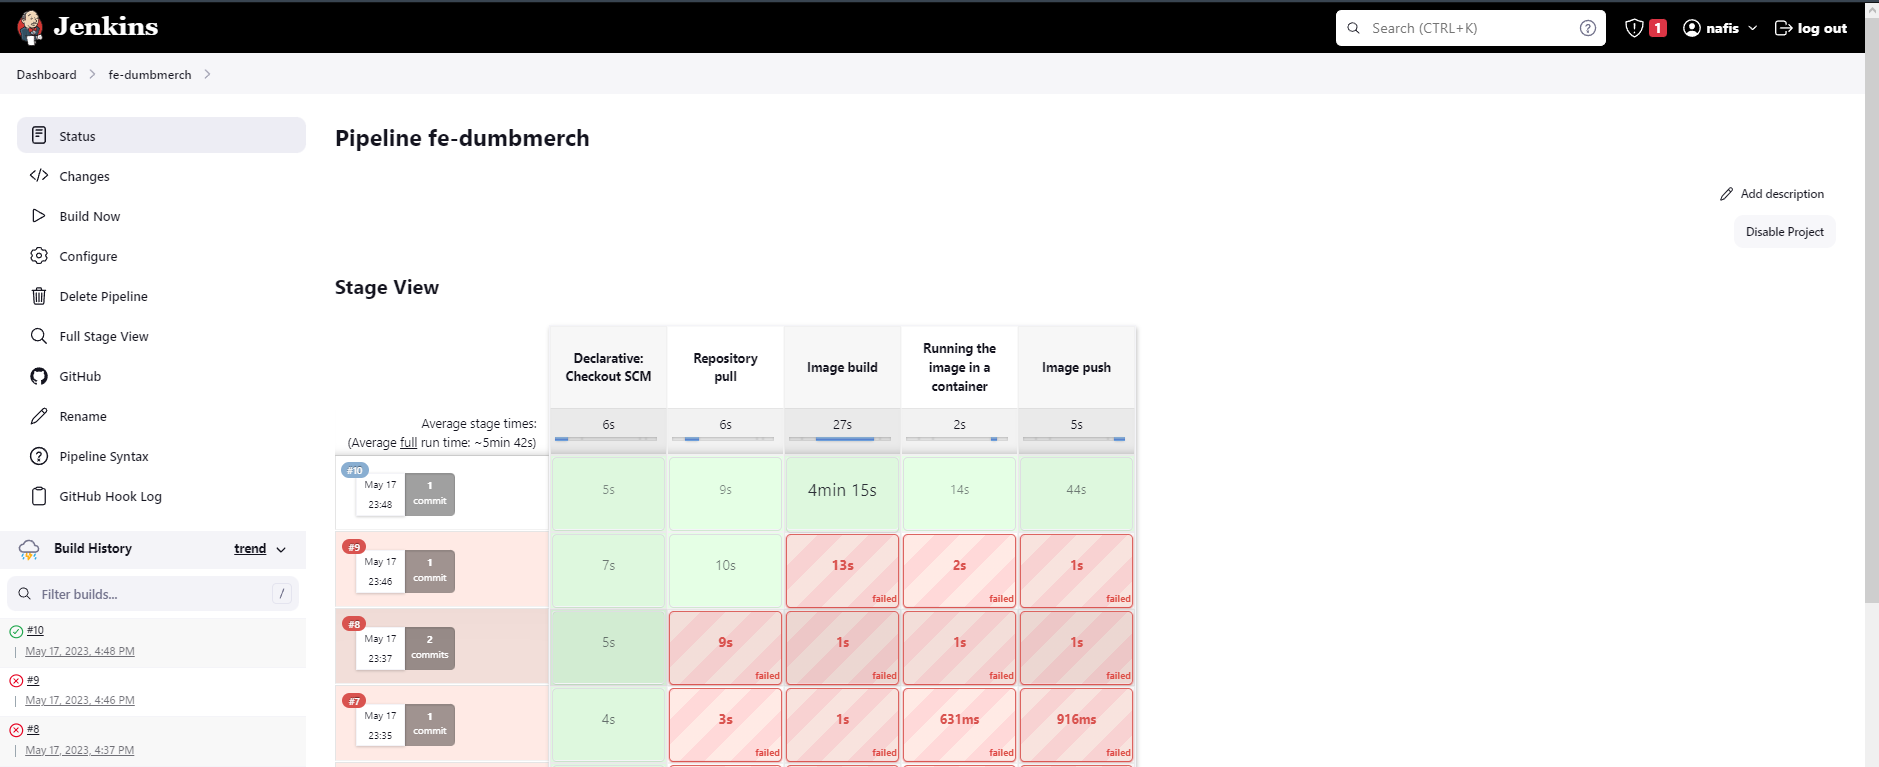 Jenkins
Search (CTRL+K)
1
nafis
log out
Dashboard
fe-dumbmerch
Status
Changes
Build Now
Configure
Delete Pipeline
Full Stage View
GitHub
Rename
Pipeline Syntax
GitHub Hook Log
Build History
trend
Filter builds...
/
#10
May 17, 2023, 4:48 PM
#9
May 17, 2023, 4:46 PM
#8
May 17, 2023, 4:37 PM
Pipeline fe-dumbmerch
Add description
Disable Project
Stage View
Declarative:
Checkout SCM
Repository
pull
Image build
Running the
image in a
container
Image push
Average stage times:
(Average full run time: ~5min 42s)
6s
6s
27s
2s
5s
#10
May 17
23:48
1
commit
5s
9s
4min 15s
14s
44s
#9
May 17
23:46
1
commit
7s
10s
13s
failed
2s
failed
1s
failed
#8
May 17
23:37
2
commits
5s
9s
failed
1s
failed
1s
failed
1s
failed
#7
May 17
23:35
1
commit
4s
3s
failed
1s
failed
631ms
failed
916ms
failed